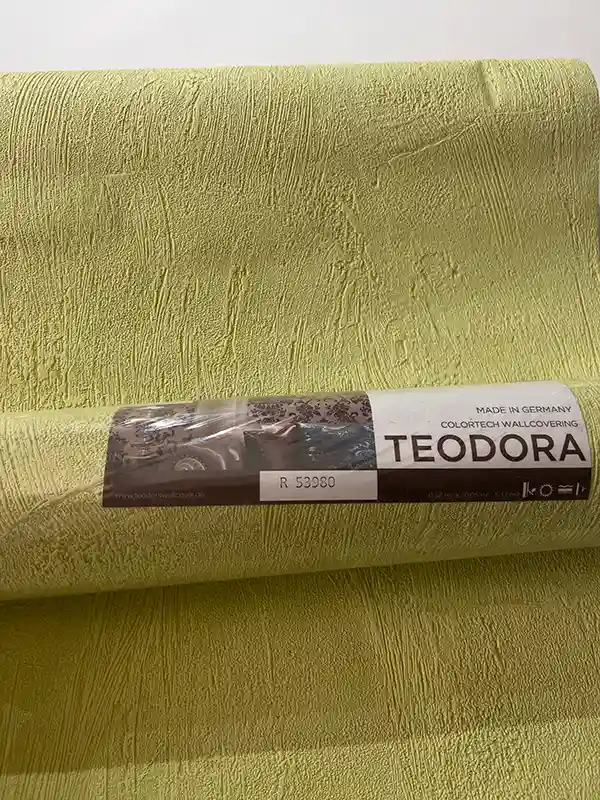 MADE IN GERMANY
COLORTECH WALLCOVERING
TEODORA
R 53980